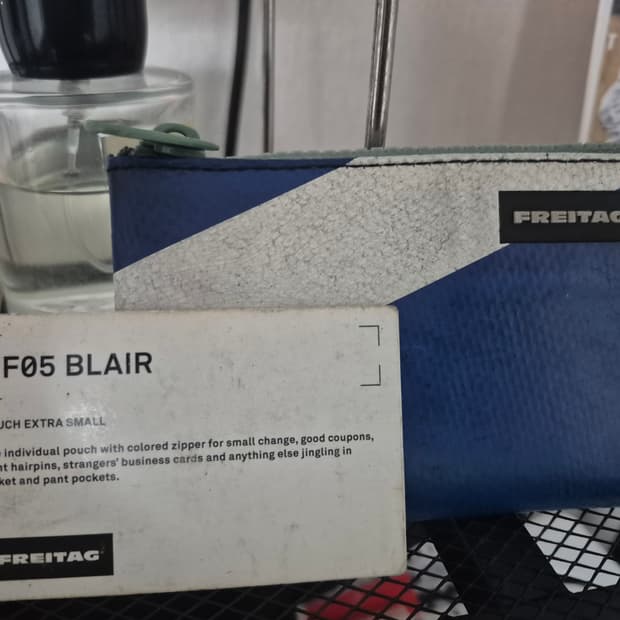 FREITAG
F05 BLAIR
UCH EXTRA SMALL
individual pouch with colored zipper for small change, good coupons,
nt hairpins, strangers' business cards and anything else jingling in
ket and pant pockets.
FREITAG